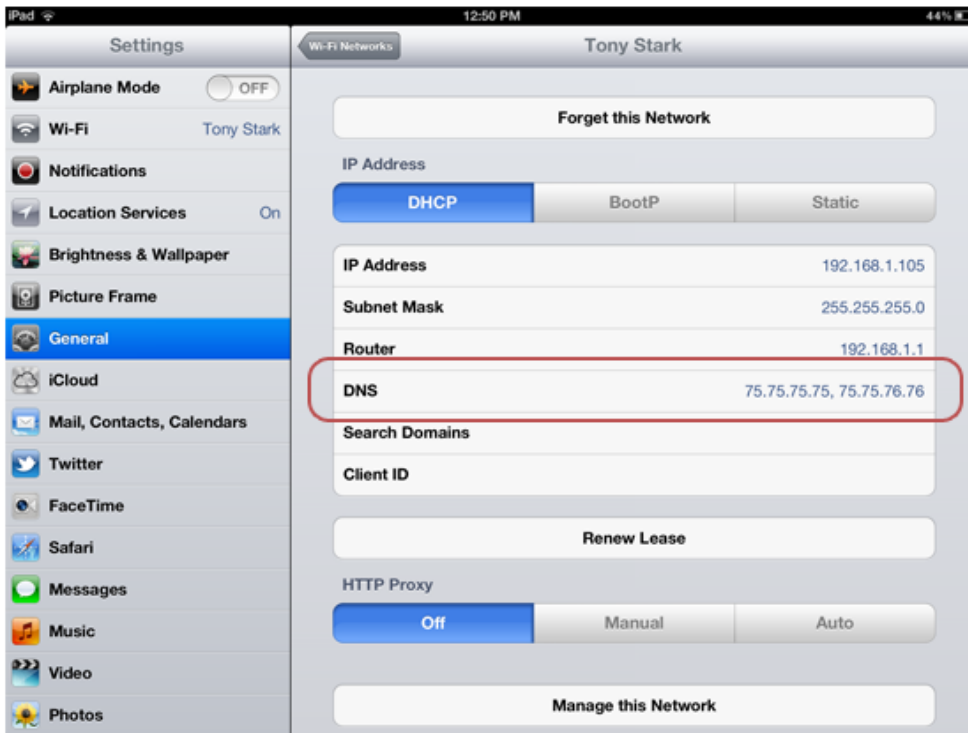 iPad 12:50 PM 44%
Settings
Wi-Fi Networks Tony Stark
Airplane Mode OFF
Wi-Fi Tony Stark
Notifications
Location Services On
Brightness & Wallpaper
Picture Frame
General
iCloud
Mail, Contacts, Calendars
Twitter
FaceTime
Safari
Messages
Music
Video
Photos
Forget this Network
IP Address
DHCP BootP Static
IP Address 192.168.1.105
Subnet Mask 255.255.255.0
Router 192.168.1.1
DNS 75.75.75.75, 75.75.76.76
Search Domains
Client ID
Renew Lease
HTTP Proxy
Off Manual Auto
Manage this Network